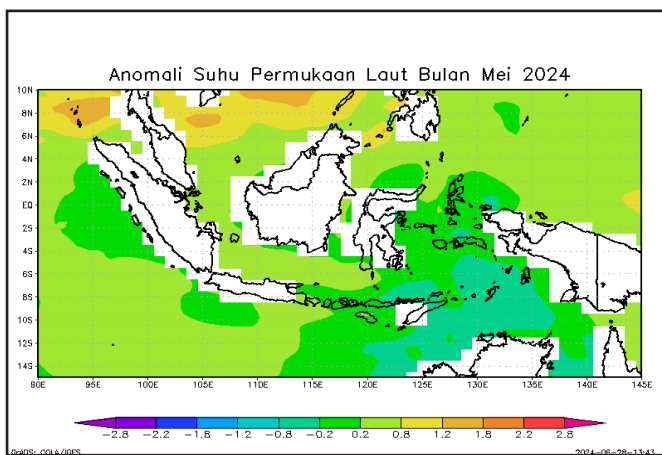 Anomali Suhu Permukaan Laut Bulan Mei 2024
10N
8N
6N
4N
2N
EQ
2S
4S
6S
8S
10S
12S
14S
90E 95E 100E 105E 110E 115E 120E 125E 130E 135E 140E 145E
-2.8 -2.2 -1.8 -1.2 -0.8 -0.2 0.2 0.8 1.2 1.8 2.2 2.8
GrADS: COLA/IGES 2024-06-28-13:43